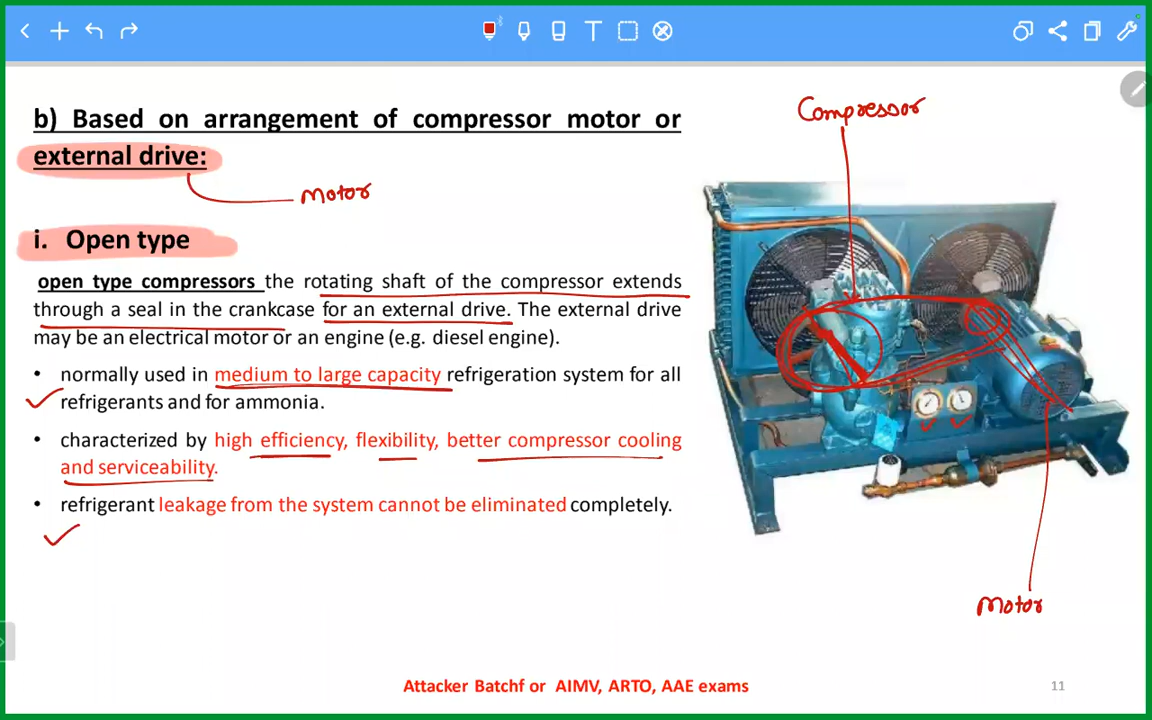 b) Based on arrangement of compressor motor or
external drive:
Motor
i. Open type
open type compressors the rotating shaft of the compressor extends
through a seal in the crankcase for an external drive. The external drive
may be an electrical motor or an engine (e.g. diesel engine).
• normally used in medium to large capacity refrigeration system for all
refrigerants and for ammonia.
• characterized by high efficiency, flexibility, better compressor cooling
and serviceability.
• refrigerant leakage from the system cannot be eliminated completely.
Compressor
Motor
Attacker Batchf or AIMV, ARTO, AAE exams
11